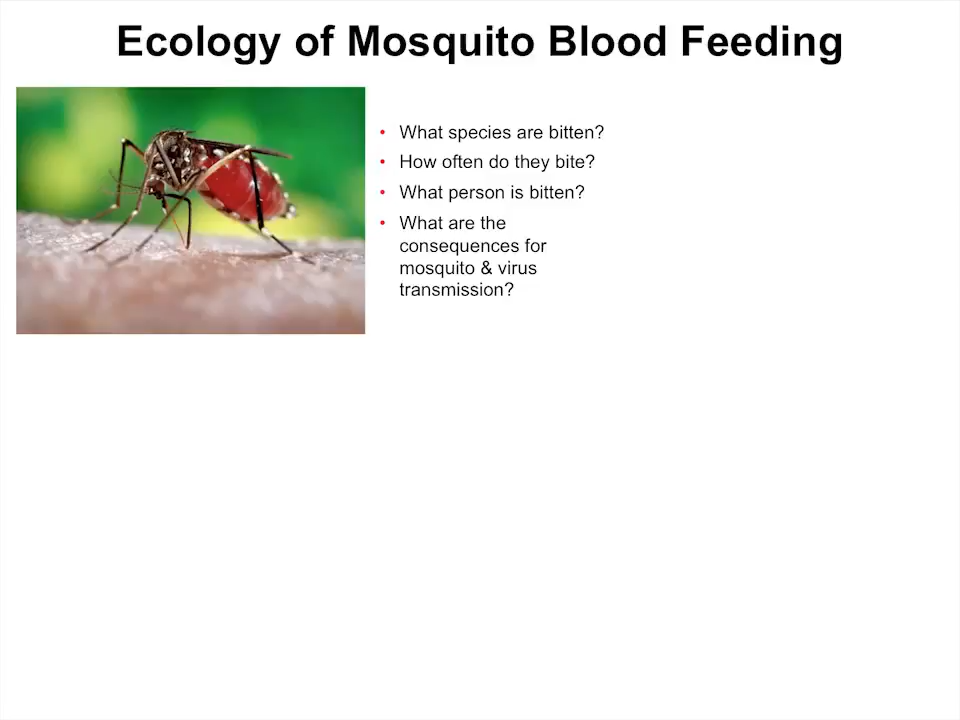 Ecology of Mosquito Blood Feeding
• What species are bitten?
• How often do they bite?
• What person is bitten?
• What are the
consequences for
mosquito & virus
transmission?